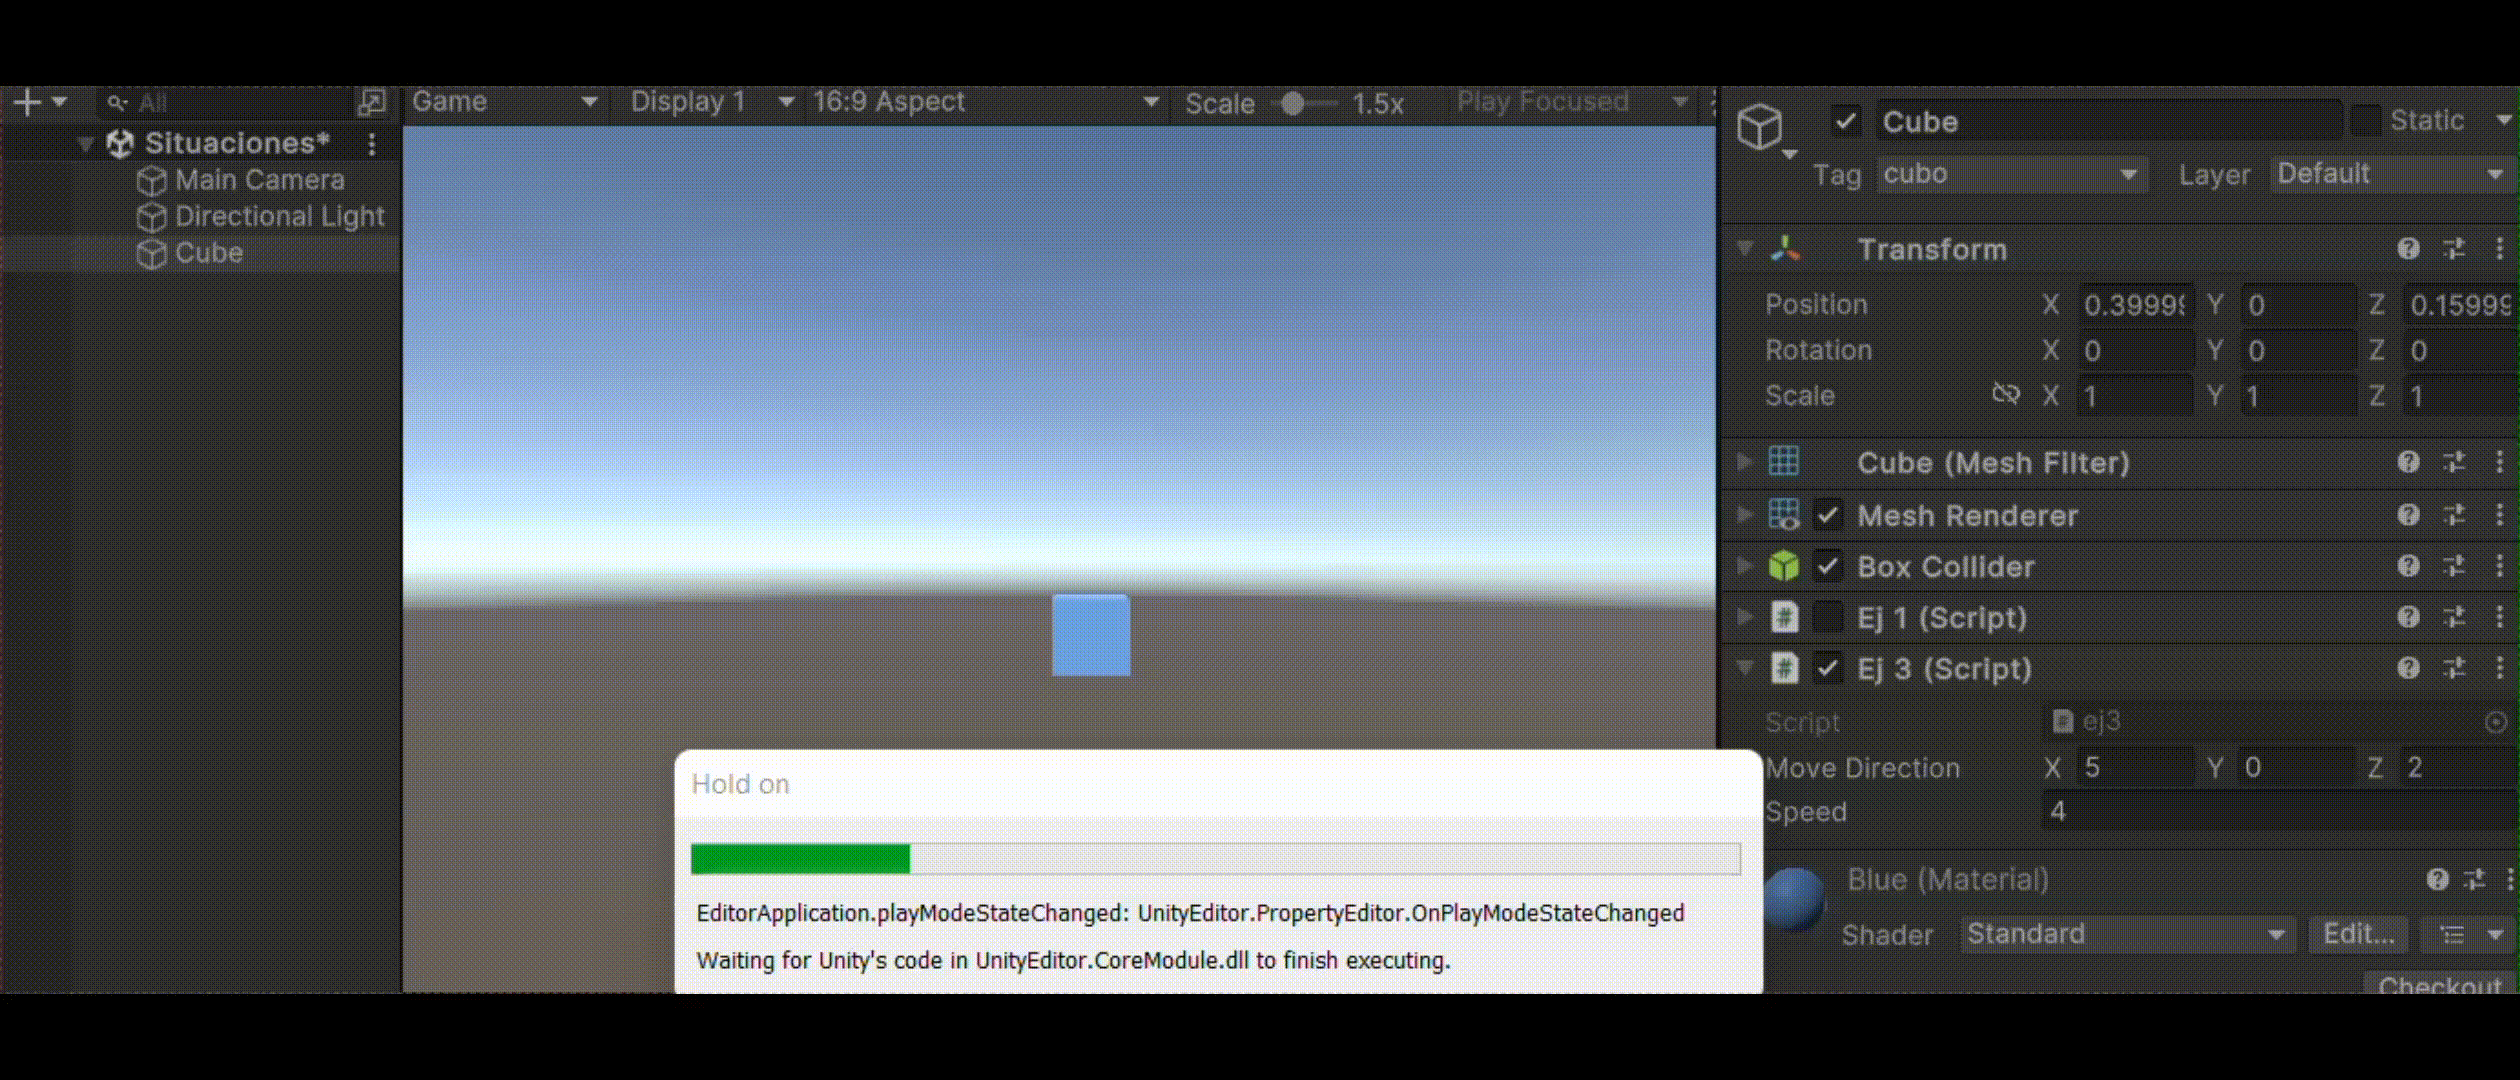 All
Situaciones*
Main Camera
Directional Light
Cube
Game
Display 1
16:9 Aspect
Scale
1.5x
Play Focused
Hold on
EditorApplication.playModeStateChanged: UnityEditor.PropertyEditor.OnPlayModeStateChanged
Waiting for Unity's code in UnityEditor.CoreModule.dll to finish executing.
Cube
Static
Tag cubo Layer Default
Transform
Position X 0.3999 Y 0 Z 0.15999
Rotation X 0 Y 0 Z 0
Scale X 1 Y 1 Z 1
Cube (Mesh Filter)
Mesh Renderer
Box Collider
# Ej 1 (Script)
# Ej 3 (Script)
Script # ej3
Move Direction X 5 Y 0 Z 2
Speed 4
Blue (Material)
Shader Standard Edit...
Checkout